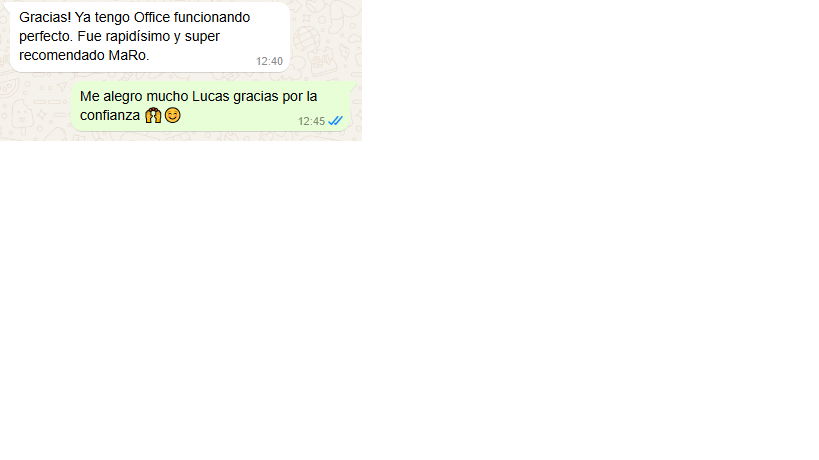 Gracias! Ya tengo Office funcionando
perfecto. Fue rapidísimo y super
recomendado MaRo.
12:40
Me alegro mucho Lucas gracias por la
confianza 🙌😊
12:45